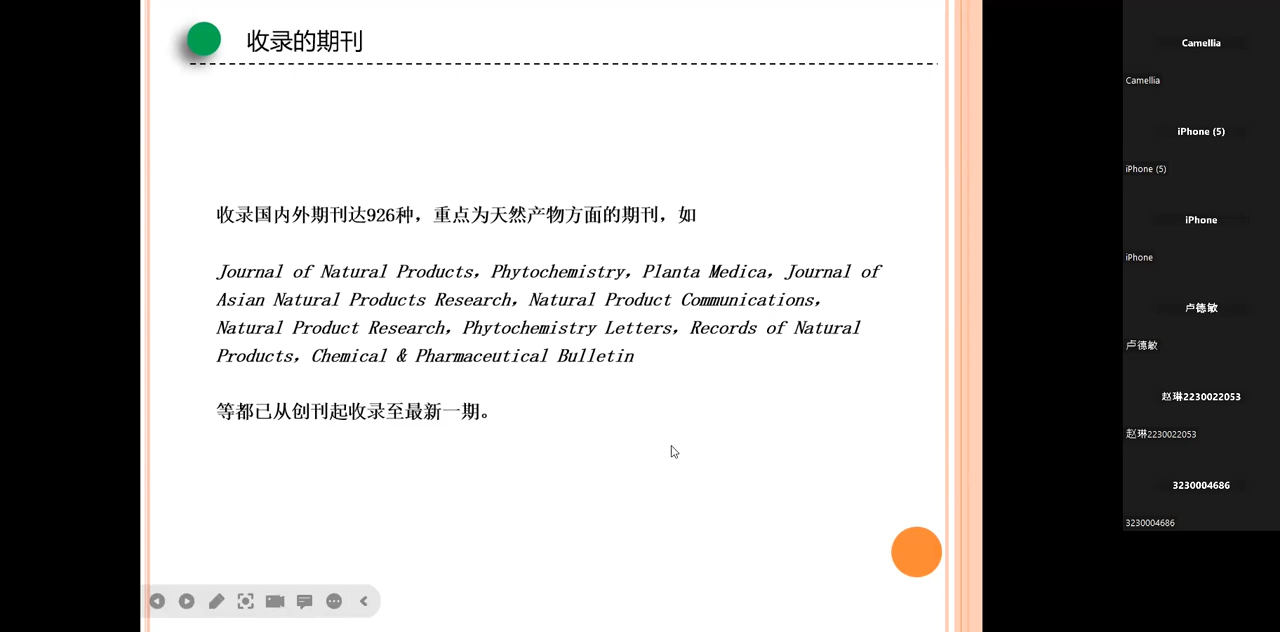 收录的期刊
收录国内外期刊达926种，重点为天然产物方面的期刊，如
Journal of Natural Products，Phytochemistry，Planta Medica，Journal of
Asian Natural Products Research，Natural Product Communications，
Natural Product Research，Phytochemistry Letters，Records of Natural
Products，Chemical & Pharmaceutical Bulletin
等都已从创刊起收录至最新一期。
Camellia
Camellia
iPhone (5)
iPhone (5)
iPhone
iPhone
卢德敏
卢德敏
赵琳2230022053
赵琳2230022053
3230004686
3230004686